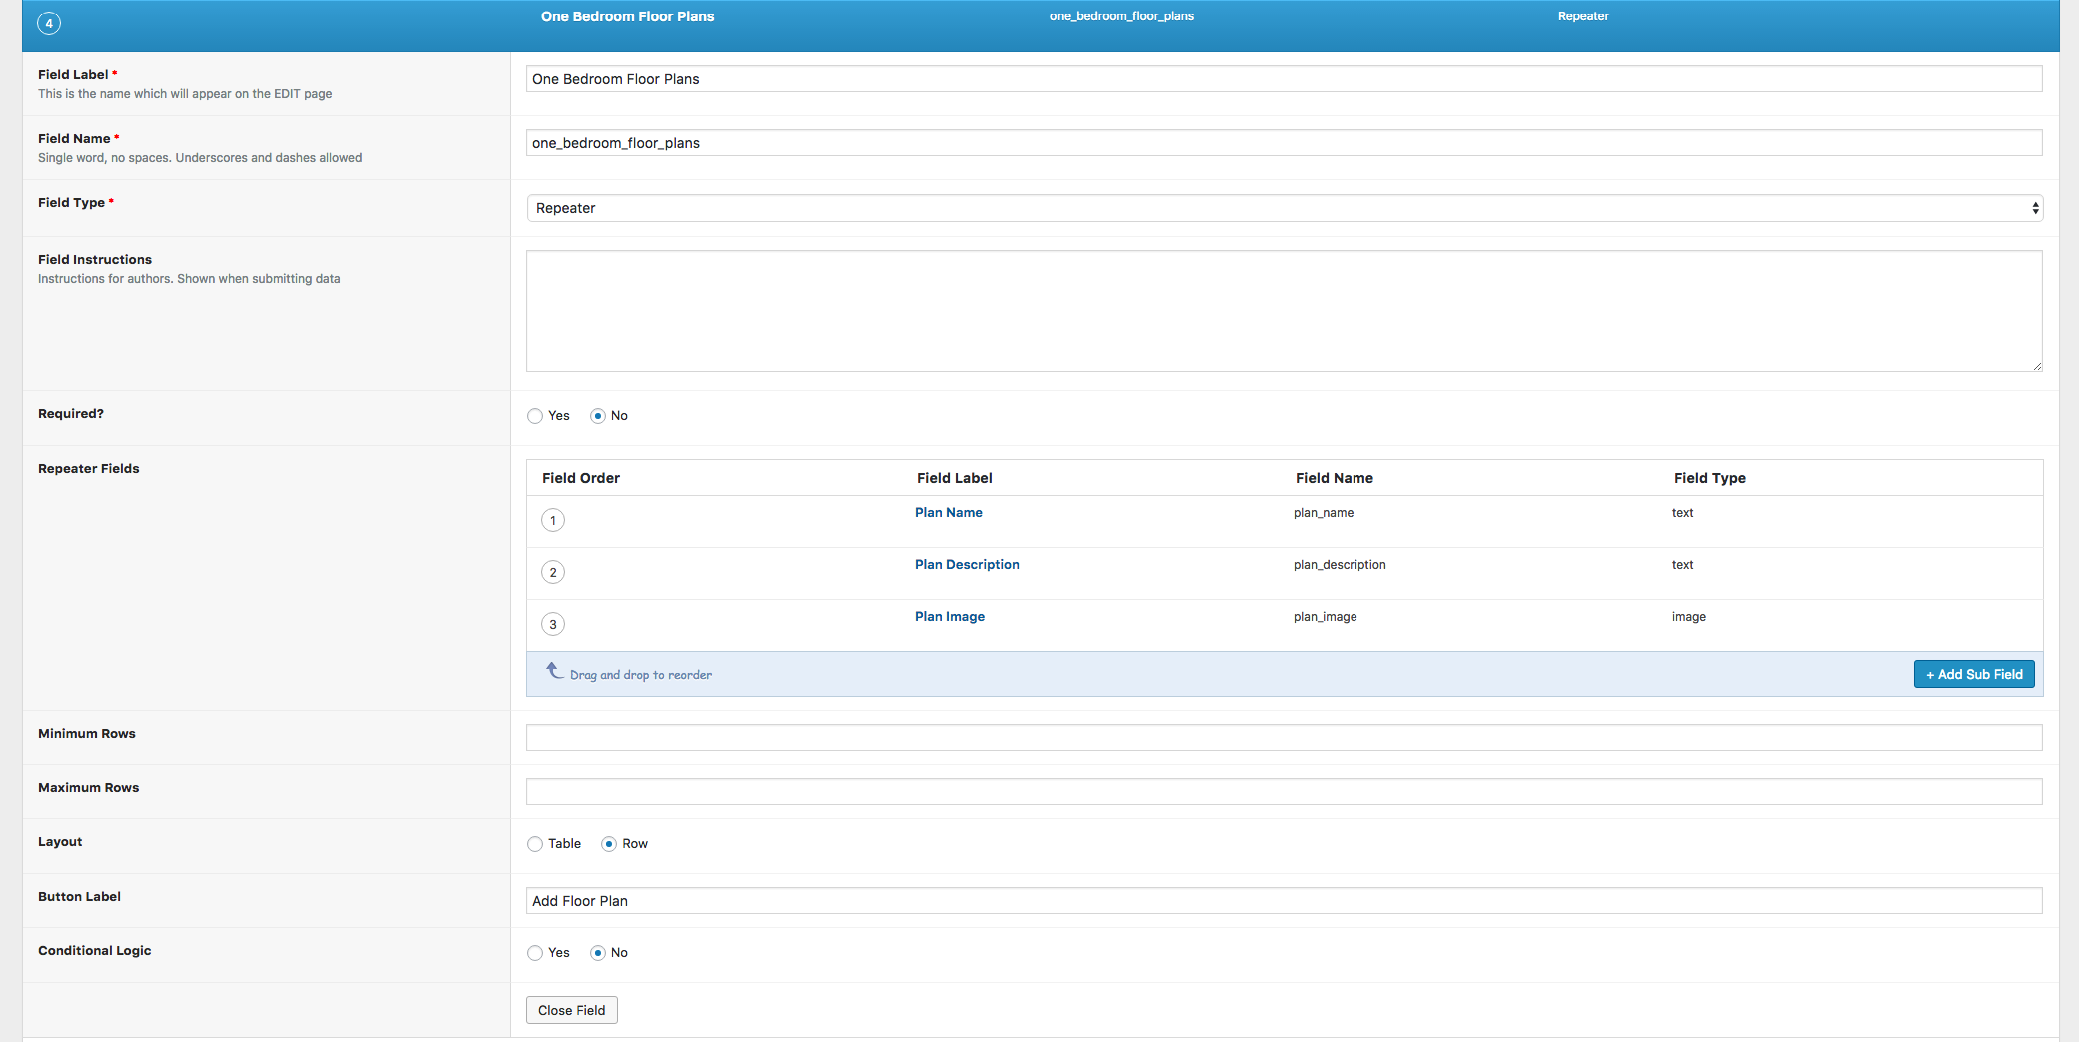 4 One Bedroom Floor Plans one_bedroom_floor_plans Repeater
Field Label *
This is the name which will appear on the EDIT page
One Bedroom Floor Plans
Field Name *
Single word, no spaces. Underscores and dashes allowed
one_bedroom_floor_plans
Field Type *
Repeater
Field Instructions
Instructions for authors. Shown when submitting data
Required?
Yes No
Repeater Fields
Field Order Field Label Field Name Field Type
1 Plan Name plan_name text
2 Plan Description plan_description text
3 Plan Image plan_image image
Drag and drop to reorder + Add Sub Field
Minimum Rows
Maximum Rows
Layout
Table Row
Button Label
Add Floor Plan
Conditional Logic
Yes No
Close Field